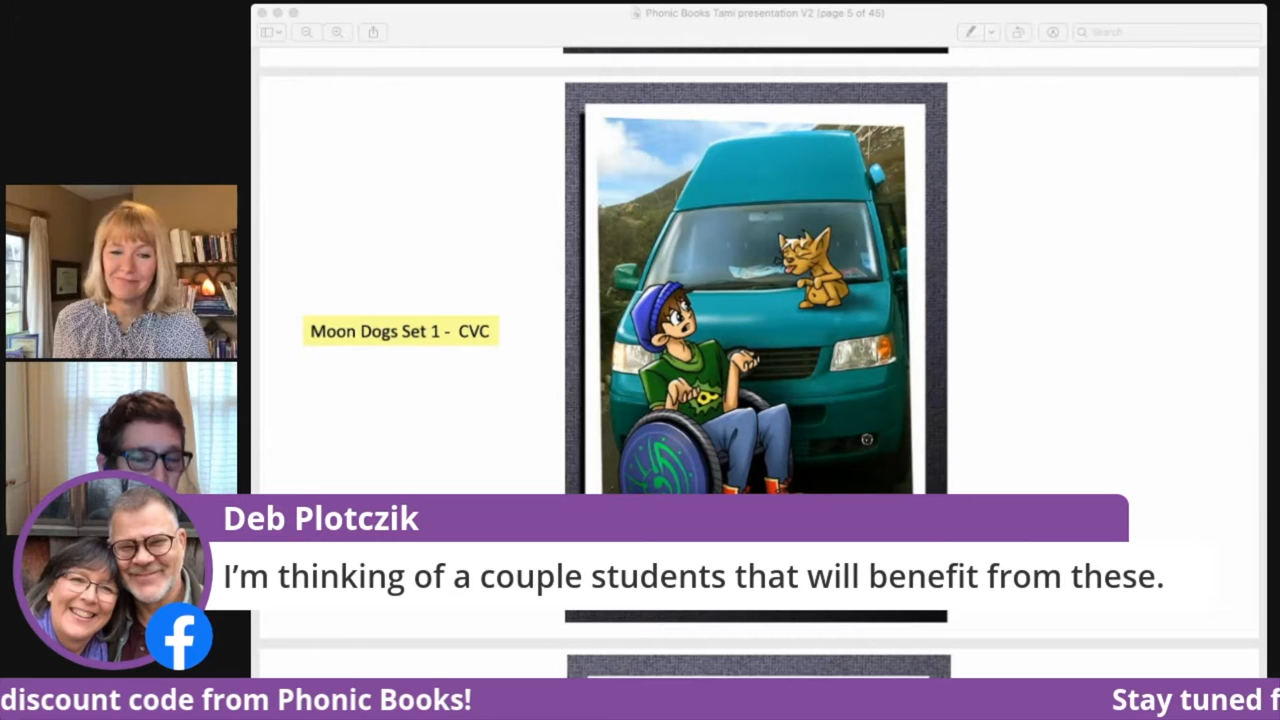 Phonic Books Tami presentation V2 (page 5 of 45)
Search
Moon Dogs Set 1 - CVC
Deb Plotczik
I'm thinking of a couple students that will benefit from these.
discount code from Phonic Books!
Stay tuned f